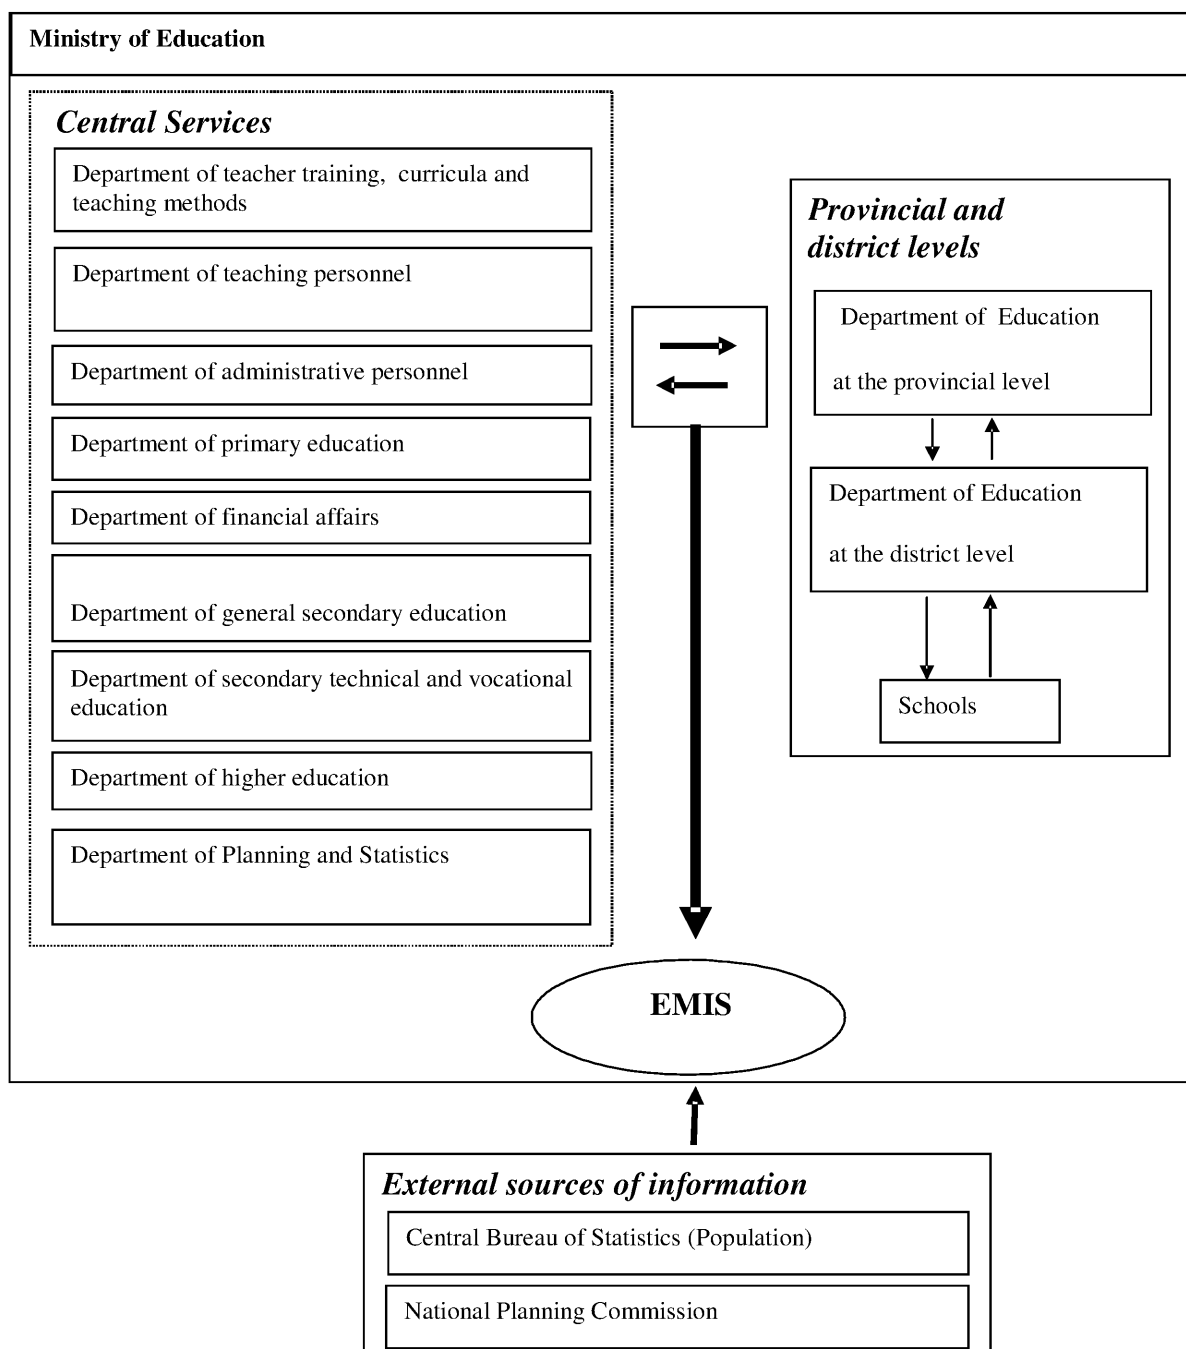 Ministry of Education
Central Services
Department of teacher training, curricula and
teaching methods
Department of teaching personnel
Department of administrative personnel
Department of primary education
Department of financial affairs
Department of general secondary education
Department of secondary technical and vocational
education
Department of higher education
Department of Planning and Statistics
Provincial and
district levels
Department of Education
at the provincial level
Department of Education
at the district level
Schools
EMIS
External sources of information
Central Bureau of Statistics (Population)
National Planning Commission